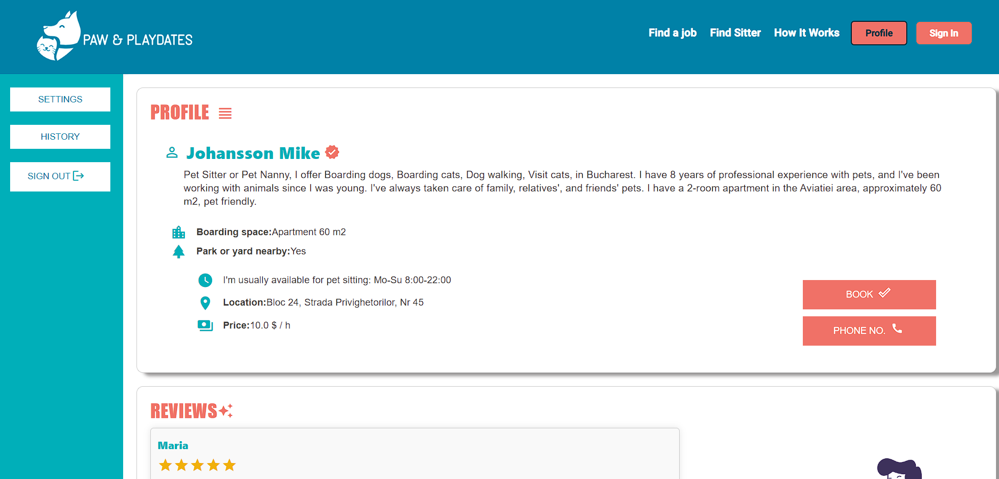 PAW & PLAYDATES
Find a job
Find Sitter
How It Works
Profile
Sign In
SETTINGS
HISTORY
SIGN OUT
PROFILE
Johansson Mike
Pet Sitter or Pet Nanny, I offer Boarding dogs, Boarding cats, Dog walking, Visit cats, in Bucharest. I have 8 years of professional experience with pets, and I've been
working with animals since I was young. I've always taken care of family, relatives', and friends' pets. I have a 2-room apartment in the Aviatiei area, approximately 60
m2, pet friendly.
Boarding space:Apartment 60 m2
Park or yard nearby:Yes
I'm usually available for pet sitting: Mo-Su 8:00-22:00
Location:Bloc 24, Strada Privighetorilor, Nr 45
Price:10.0 $ / h
BOOK
PHONE NO.
REVIEWS
Maria